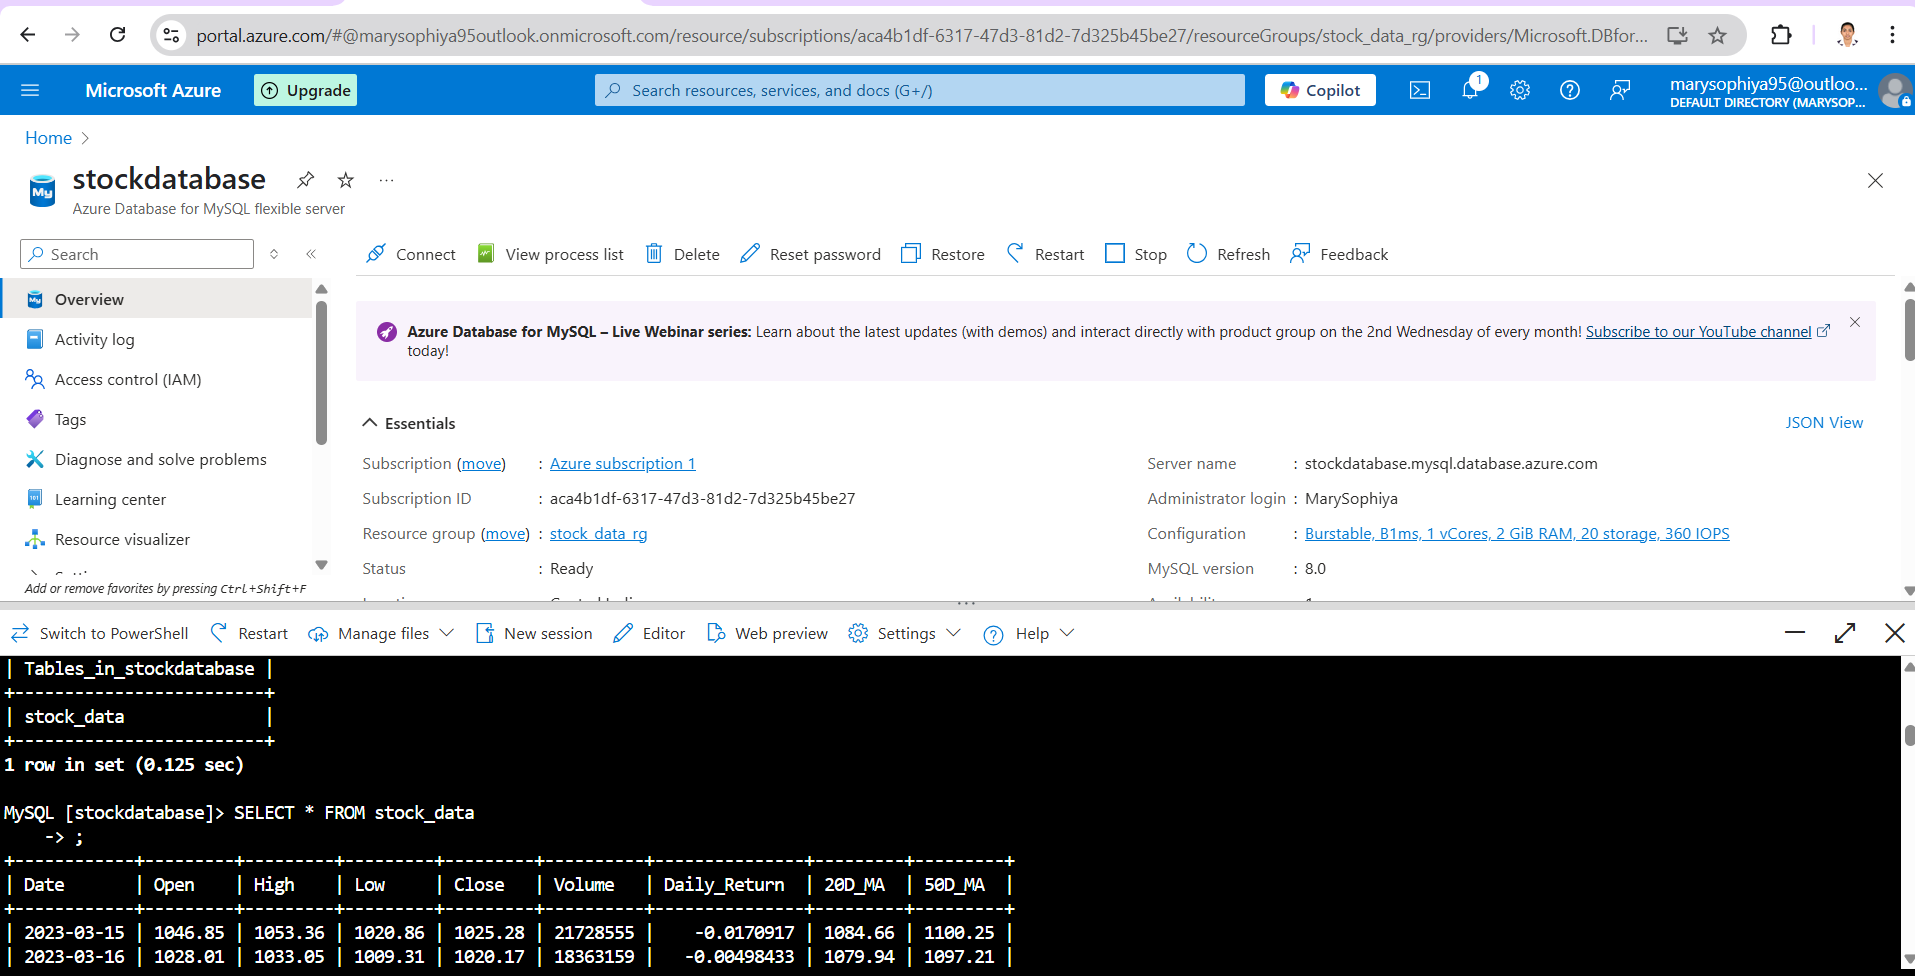 portal.azure.com/#@marysophiya95outlook.onmicrosoft.com/resource/subscriptions/aca4b1df-6317-47d3-81d2-7d325b45be27/resourceGroups/stock_data_rg/providers/Microsoft.DBfor...
Microsoft Azure
Upgrade
Search resources, services, and docs (G+/)
Copilot
1
marysophiya95@outloo...
DEFAULT DIRECTORY (MARYSOP...
Home
My
stockdatabase
...
Azure Database for MySQL flexible server
Search
Connect
View process list
Delete
Reset password
Restore
Restart
Stop
Refresh
Feedback
Overview
Activity log
Access control (IAM)
Tags
Diagnose and solve problems
Learning center
Resource visualizer
Add or remove favorites by pressing Ctrl+Shift+F
Azure Database for MySQL – Live Webinar series: Learn about the latest updates (with demos) and interact directly with product group on the 2nd Wednesday of every month! Subscribe to our YouTube channel
today!
Essentials
JSON View
Subscription (move) : Azure subscription 1
Subscription ID : aca4b1df-6317-47d3-81d2-7d325b45be27
Resource group (move) : stock_data_rg
Status : Ready
Server name : stockdatabase.mysql.database.azure.com
Administrator login : MarySophiya
Configuration : Burstable, B1ms, 1 vCores, 2 GiB RAM, 20 storage, 360 IOPS
MySQL version : 8.0
Switch to PowerShell
Restart
Manage files
New session
Editor
Web preview
Settings
Help
| Tables_in_stockdatabase |
+-------------------------+
| stock_data              |
+-------------------------+
1 row in set (0.125 sec)
MySQL [stockdatabase]> SELECT * FROM stock_data
    -> ;
+------------+---------+---------+---------+---------+----------+---------------+---------+---------+
| Date       | Open    | High    | Low     | Close   | Volume   | Daily_Return  | 20D_MA  | 50D_MA  |
+------------+---------+---------+---------+---------+----------+---------------+---------+---------+
| 2023-03-15 | 1046.85 | 1053.36 | 1020.86 | 1025.28 | 21728555 |    -0.0170917 | 1084.66 | 1100.25 |
| 2023-03-16 | 1028.01 | 1033.05 | 1009.31 | 1020.17 | 18363159 |   -0.00498433 | 1079.94 | 1097.21 |